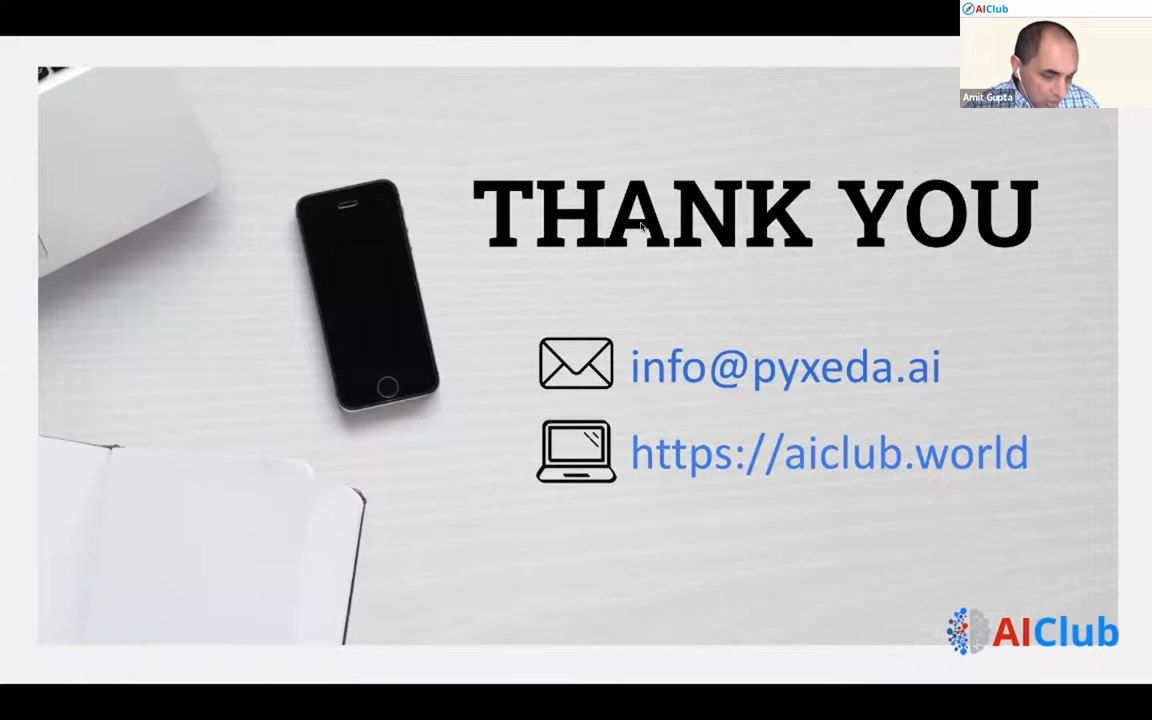 AIClub
Amit Gupta
THANK YOU
info@pyxeda.ai
https://aiclub.world
AIClub